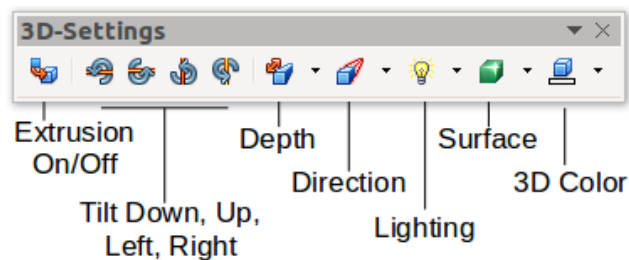 3D-Settings
Extrusion
On/Off
Depth
Surface
Direction
3D Color
Tilt Down, Up,
Left, Right
Lighting